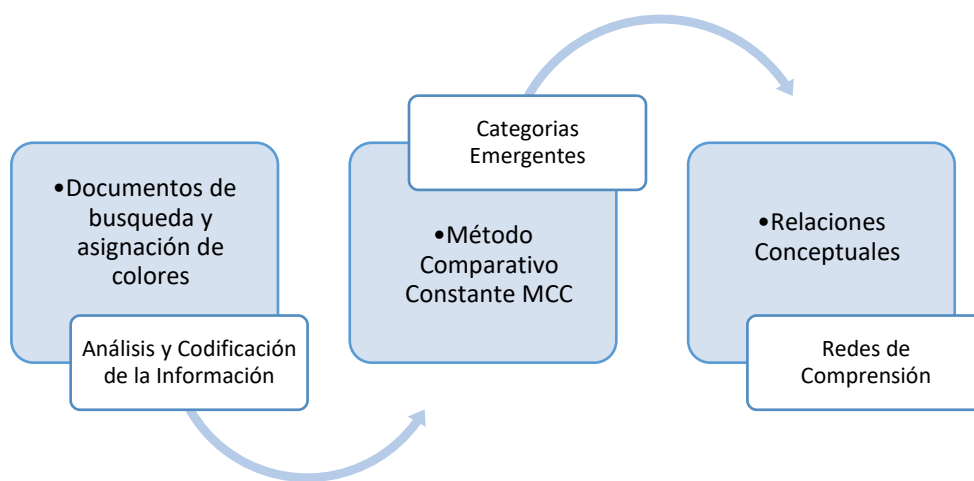 •Documentos de
busqueda y
asignación de
colores
Análisis y Codificación
de la Información
Categorias
Emergentes
•Método
Comparativo
Constante MCC
•Relaciones
Conceptuales
Redes de
Comprensión